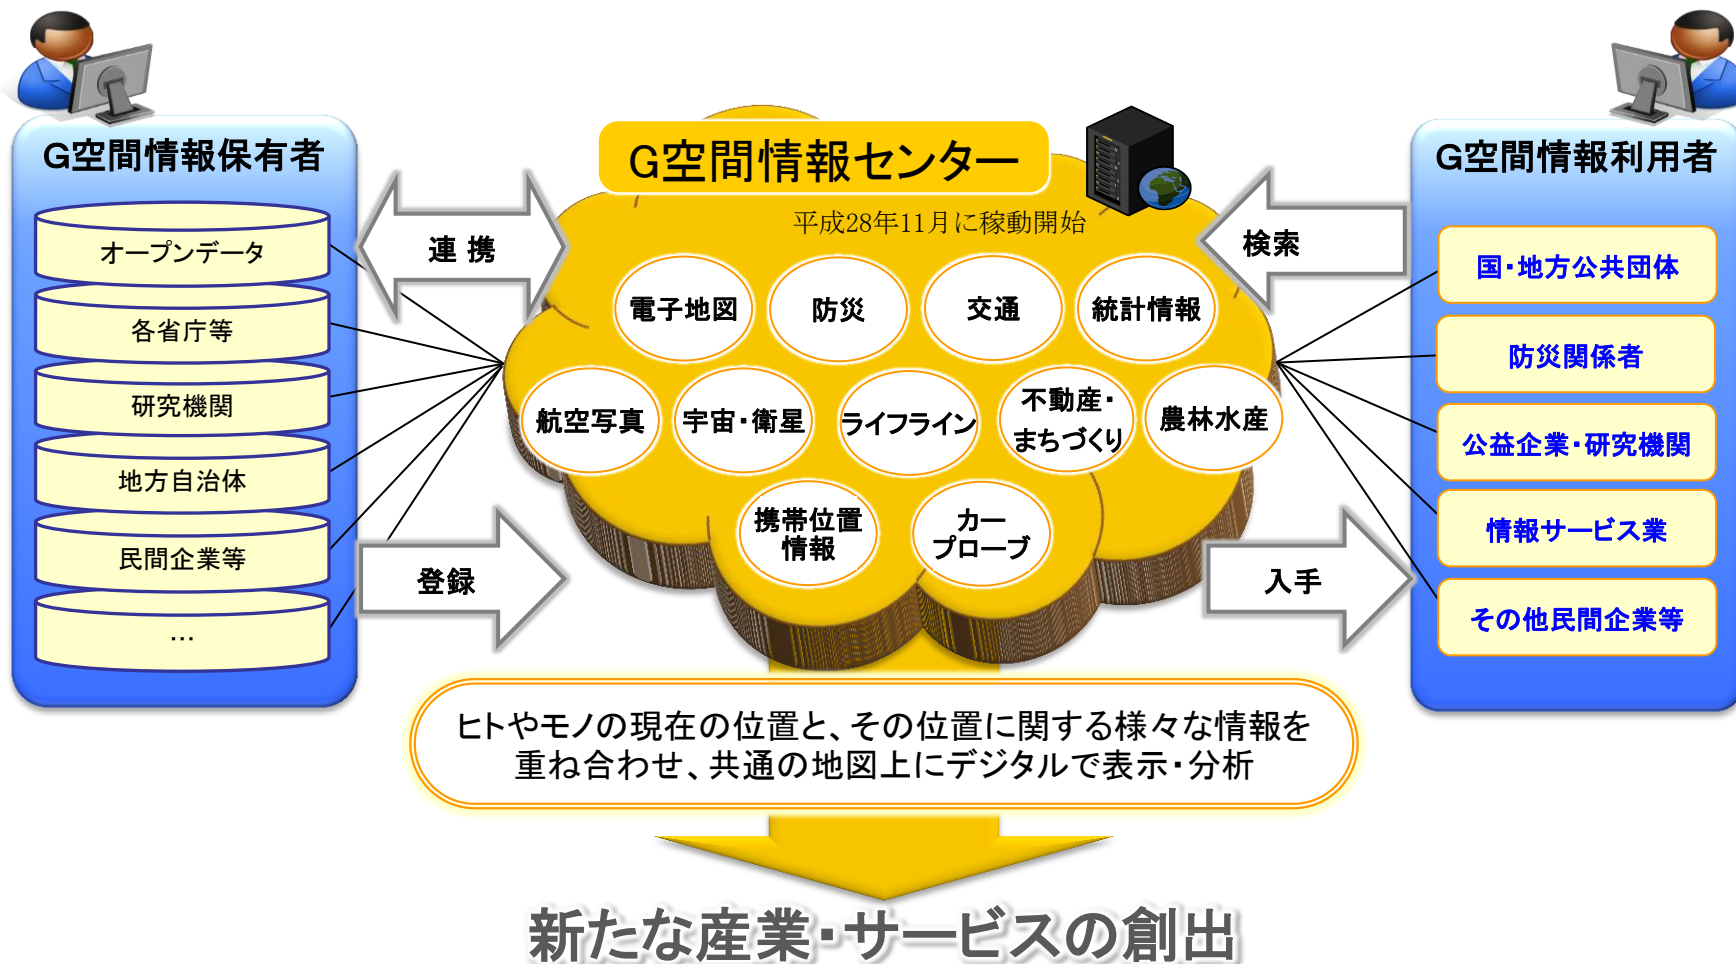 G空間情報保有者
オープンデータ
各省庁等
研究機関
地方自治体
民間企業等
…
連 携
登録
G空間情報センター
平成28年11月に稼動開始
電子地図
防災
交通
統計情報
航空写真
宇宙・衛星
ライフライン
不動産・
まちづくり
農林水産
携帯位置
情報
カー
プローブ
検索
入手
G空間情報利用者
国・地方公共団体
防災関係者
公益企業・研究機関
情報サービス業
その他民間企業等
ヒトやモノの現在の位置と、その位置に関する様々な情報を
重ね合わせ、共通の地図上にデジタルで表示・分析
新たな産業・サービスの創出